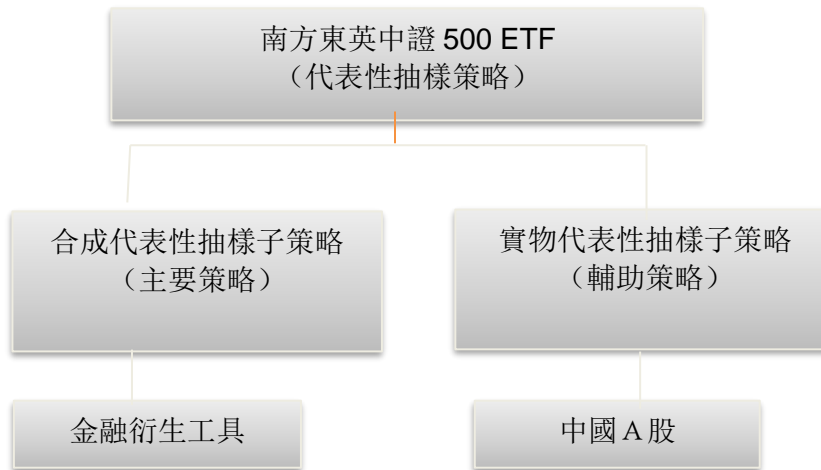 南方東英中證 500 ETF
（代表性抽樣策略）
合成代表性抽樣子策略
（主要策略）
實物代表性抽樣子策略
（輔助策略）
金融衍生工具
中國Ａ股